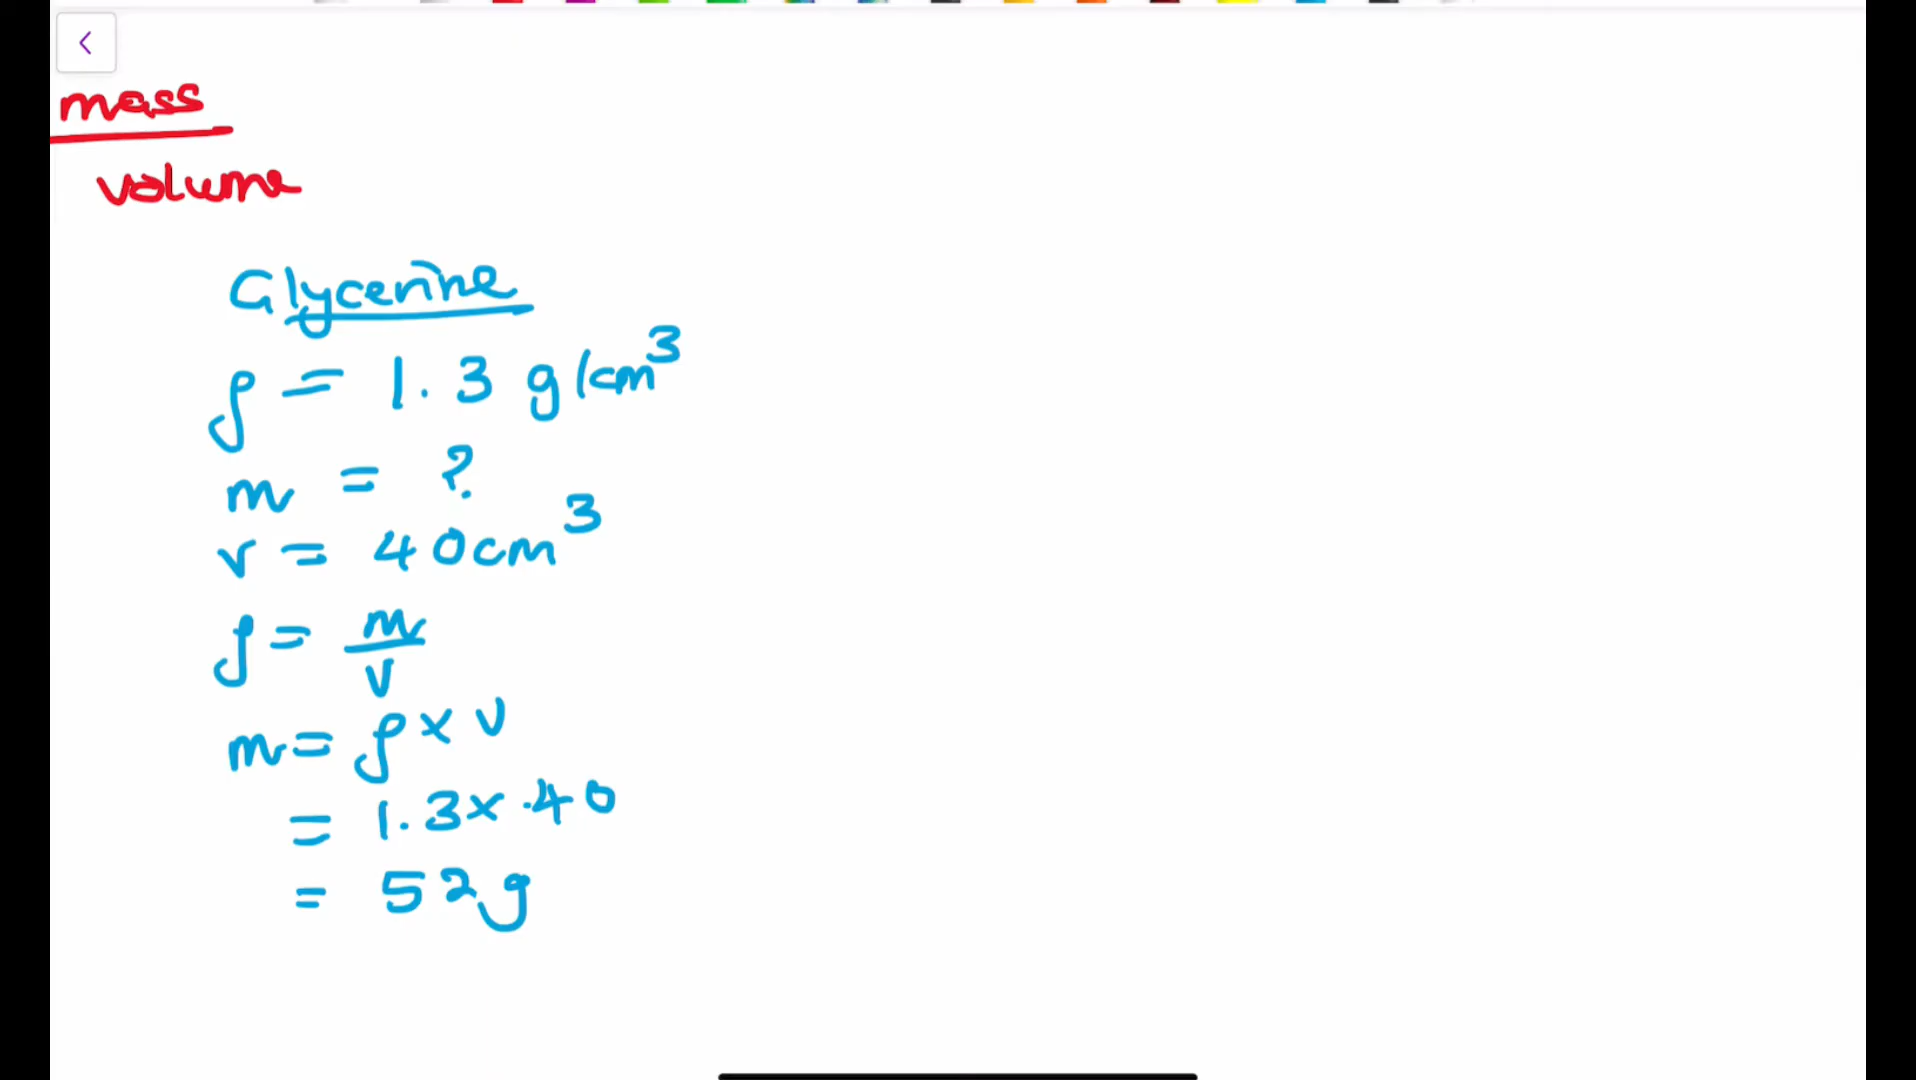 mass
volume
Glycerine
ρ = 1.3 g/cm³
m = ?
v = 40cm³
ρ = m/v
m = ρ x v
= 1.3 x 40
= 52g